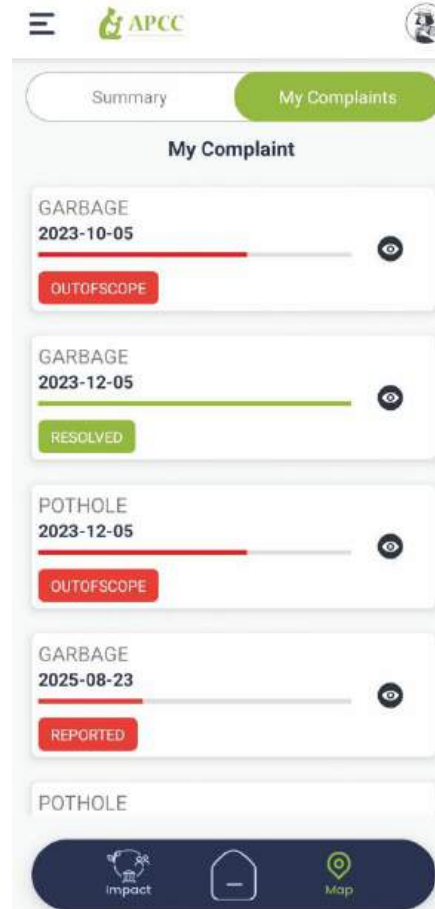 APCC
Summary
My Complaints
My Complaint
GARBAGE
2023-10-05
OUTOFSCOPE
GARBAGE
2023-12-05
RESOLVED
POTHOLE
2023-12-05
OUTOFSCOPE
GARBAGE
2025-08-23
REPORTED
POTHOLE
Impact
Map